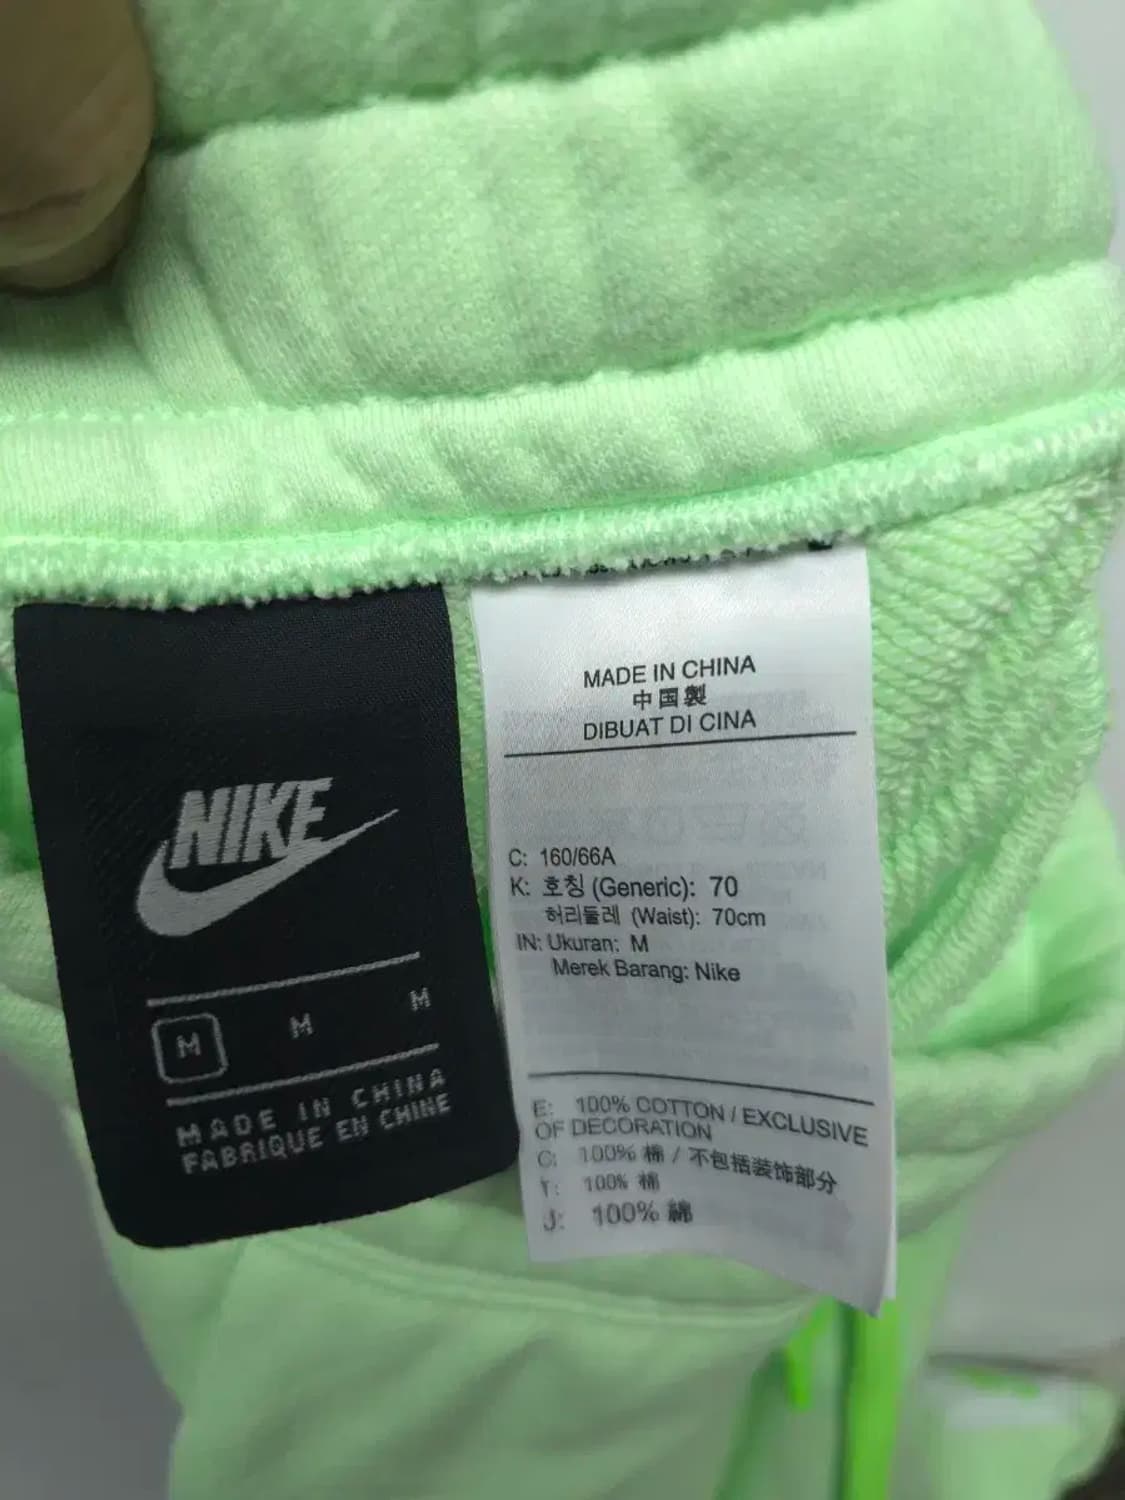 NIKE
M M M
MADE IN CHINA
FABRIQUE EN CHINE
MADE IN CHINA
中国製
DIBUAT DI CINA
C: 160/66A
K: 호칭 (Generic): 70
허리둘레 (Waist): 70cm
IN: Ukuran: M
Merek Barang: Nike
E: 100% COTTON / EXCLUSIVE
OF DECORATION
C: 100% 棉 / 不包括装饰部分
T: 100% 棉
J: 100% 綿